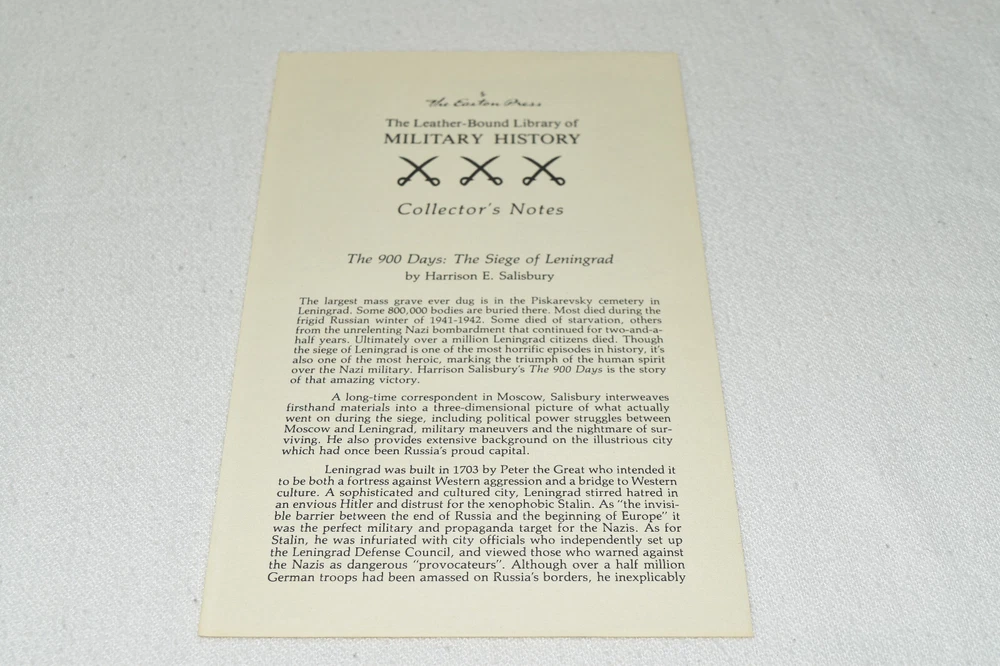 The Easton Press
The Leather-Bound Library of
MILITARY HISTORY
Collector's Notes
The 900 Days: The Siege of Leningrad
by Harrison E. Salisbury
The largest mass grave ever dug is in the Piskarevsky cemetery in
Leningrad. Some 800,000 bodies are buried there. Most died during the
frigid Russian winter of 1941-1942. Some died of starvation, others
from the unrelenting Nazi bombardment that continued for two-and-a-
half years. Ultimately over a million Leningrad citizens died. Though
the siege of Leningrad is one of the most horrific episodes in history, it's
also one of the most heroic, marking the triumph of the human spirit
over the Nazi military. Harrison Salisbury's The 900 Days is the story
of that amazing victory.
A long-time correspondent in Moscow, Salisbury interweaves
firsthand materials into a three-dimensional picture of what actually
went on during the siege, including political power struggles between
Moscow and Leningrad, military maneuvers and the nightmare of sur-
viving. He also provides extensive background on the illustrious city
which had once been Russia's proud capital.
Leningrad was built in 1703 by Peter the Great who intended it
to be both a fortress against Western aggression and a bridge to Western
culture. A sophisticated and cultured city, Leningrad stirred hatred in
an envious Hitler and distrust for the xenophobic Stalin. As "the invisi-
ble barrier between the end of Russia and the beginning of Europe" it
was the perfect military and propaganda target for the Nazis. As for
Stalin, he was infuriated with city officials who independently set up
the Leningrad Defense Council, and viewed those who warned against
the Nazis as dangerous "provocateurs". Although over a half million
German troops had been amassed on Russia's borders, he inexplicably